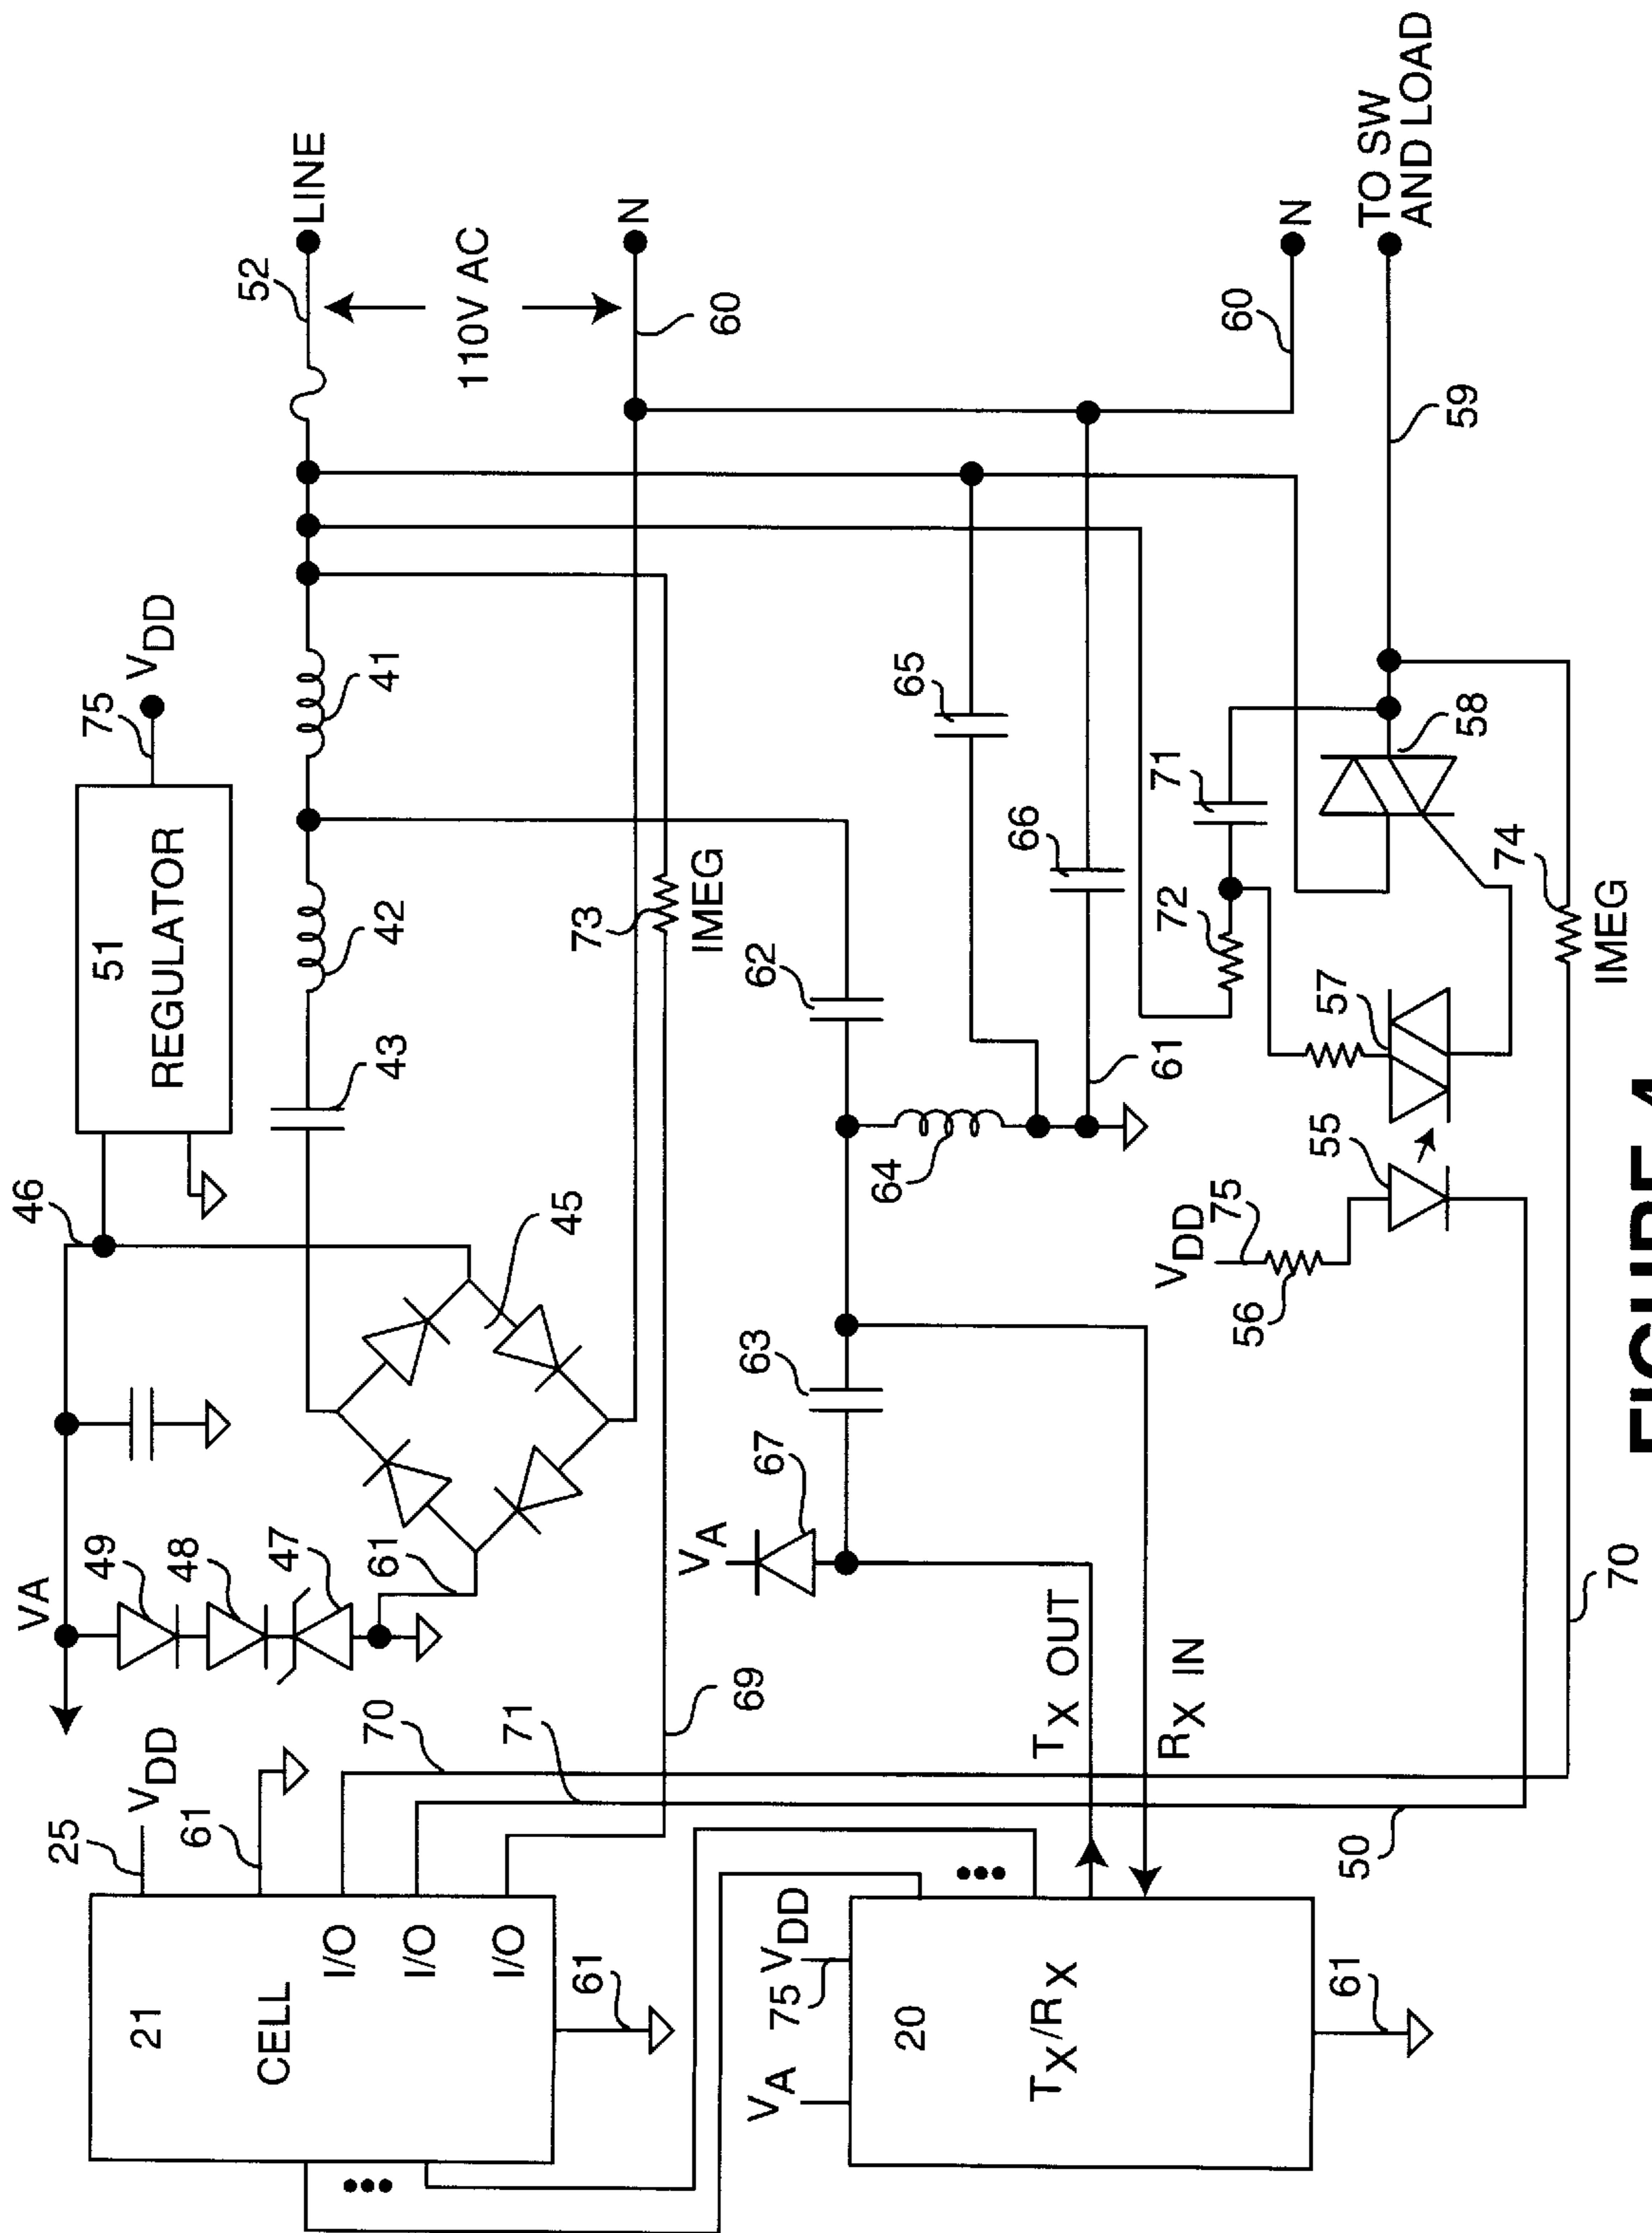 VA
46
25
VDD
49
48
47
51
REGULATOR
75
VDD
21
CELL
I/O
I/O
I/O
61
70
71
61
45
43
42
41
52
LINE
110V AC
61
69
73
IMEG
60
N
VA
75
VDD
VA
67
63
64
62
65
20
TX/RX
TX OUT
RX IN
66
61
VDD
75
56
55
57
72
71
60
N
61
50
70
74
IMEG
58
59
TO SW
AND LOAD
FIGURE 4